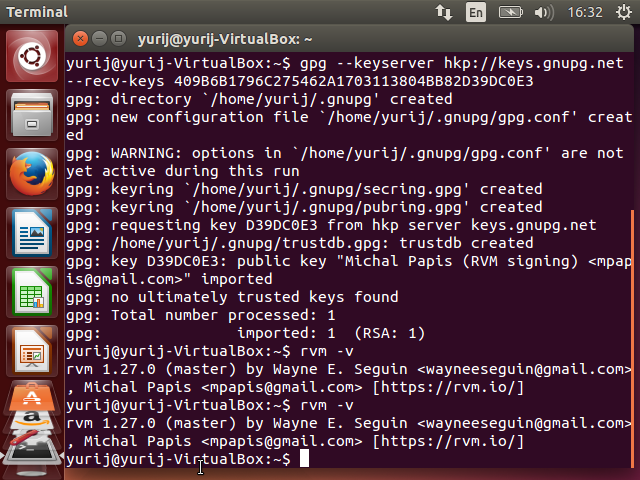 Terminal
En
16:32
yurij@yurij-VirtualBox: ~
yurij@yurij-VirtualBox:~$ gpg --keyserver hkp://keys.gnupg.net
--recv-keys 409B6B1796C275462A1703113804BB82D39DC0E3
gpg: directory `/home/yurij/.gnupg' created
gpg: new configuration file `/home/yurij/.gnupg/gpg.conf' creat
ed
gpg: WARNING: options in `/home/yurij/.gnupg/gpg.conf' are not
yet active during this run
gpg: keyring `/home/yurij/.gnupg/secring.gpg' created
gpg: keyring `/home/yurij/.gnupg/pubring.gpg' created
gpg: requesting key D39DC0E3 from hkp server keys.gnupg.net
gpg: /home/yurij/.gnupg/trustdb.gpg: trustdb created
gpg: key D39DC0E3: public key "Michal Papis (RVM signing) <mpap
is@gmail.com>" imported
gpg: no ultimately trusted keys found
gpg: Total number processed: 1
gpg:               imported: 1  (RSA: 1)
yurij@yurij-VirtualBox:~$ rvm -v
rvm 1.27.0 (master) by Wayne E. Seguin <wayneeseguin@gmail.com>
, Michal Papis <mpapis@gmail.com> [https://rvm.io/]
yurij@yurij-VirtualBox:~$ rvm -v
rvm 1.27.0 (master) by Wayne E. Seguin <wayneeseguin@gmail.com>
, Michal Papis <mpapis@gmail.com> [https://rvm.io/]
yurij@yurij-VirtualBox:~$